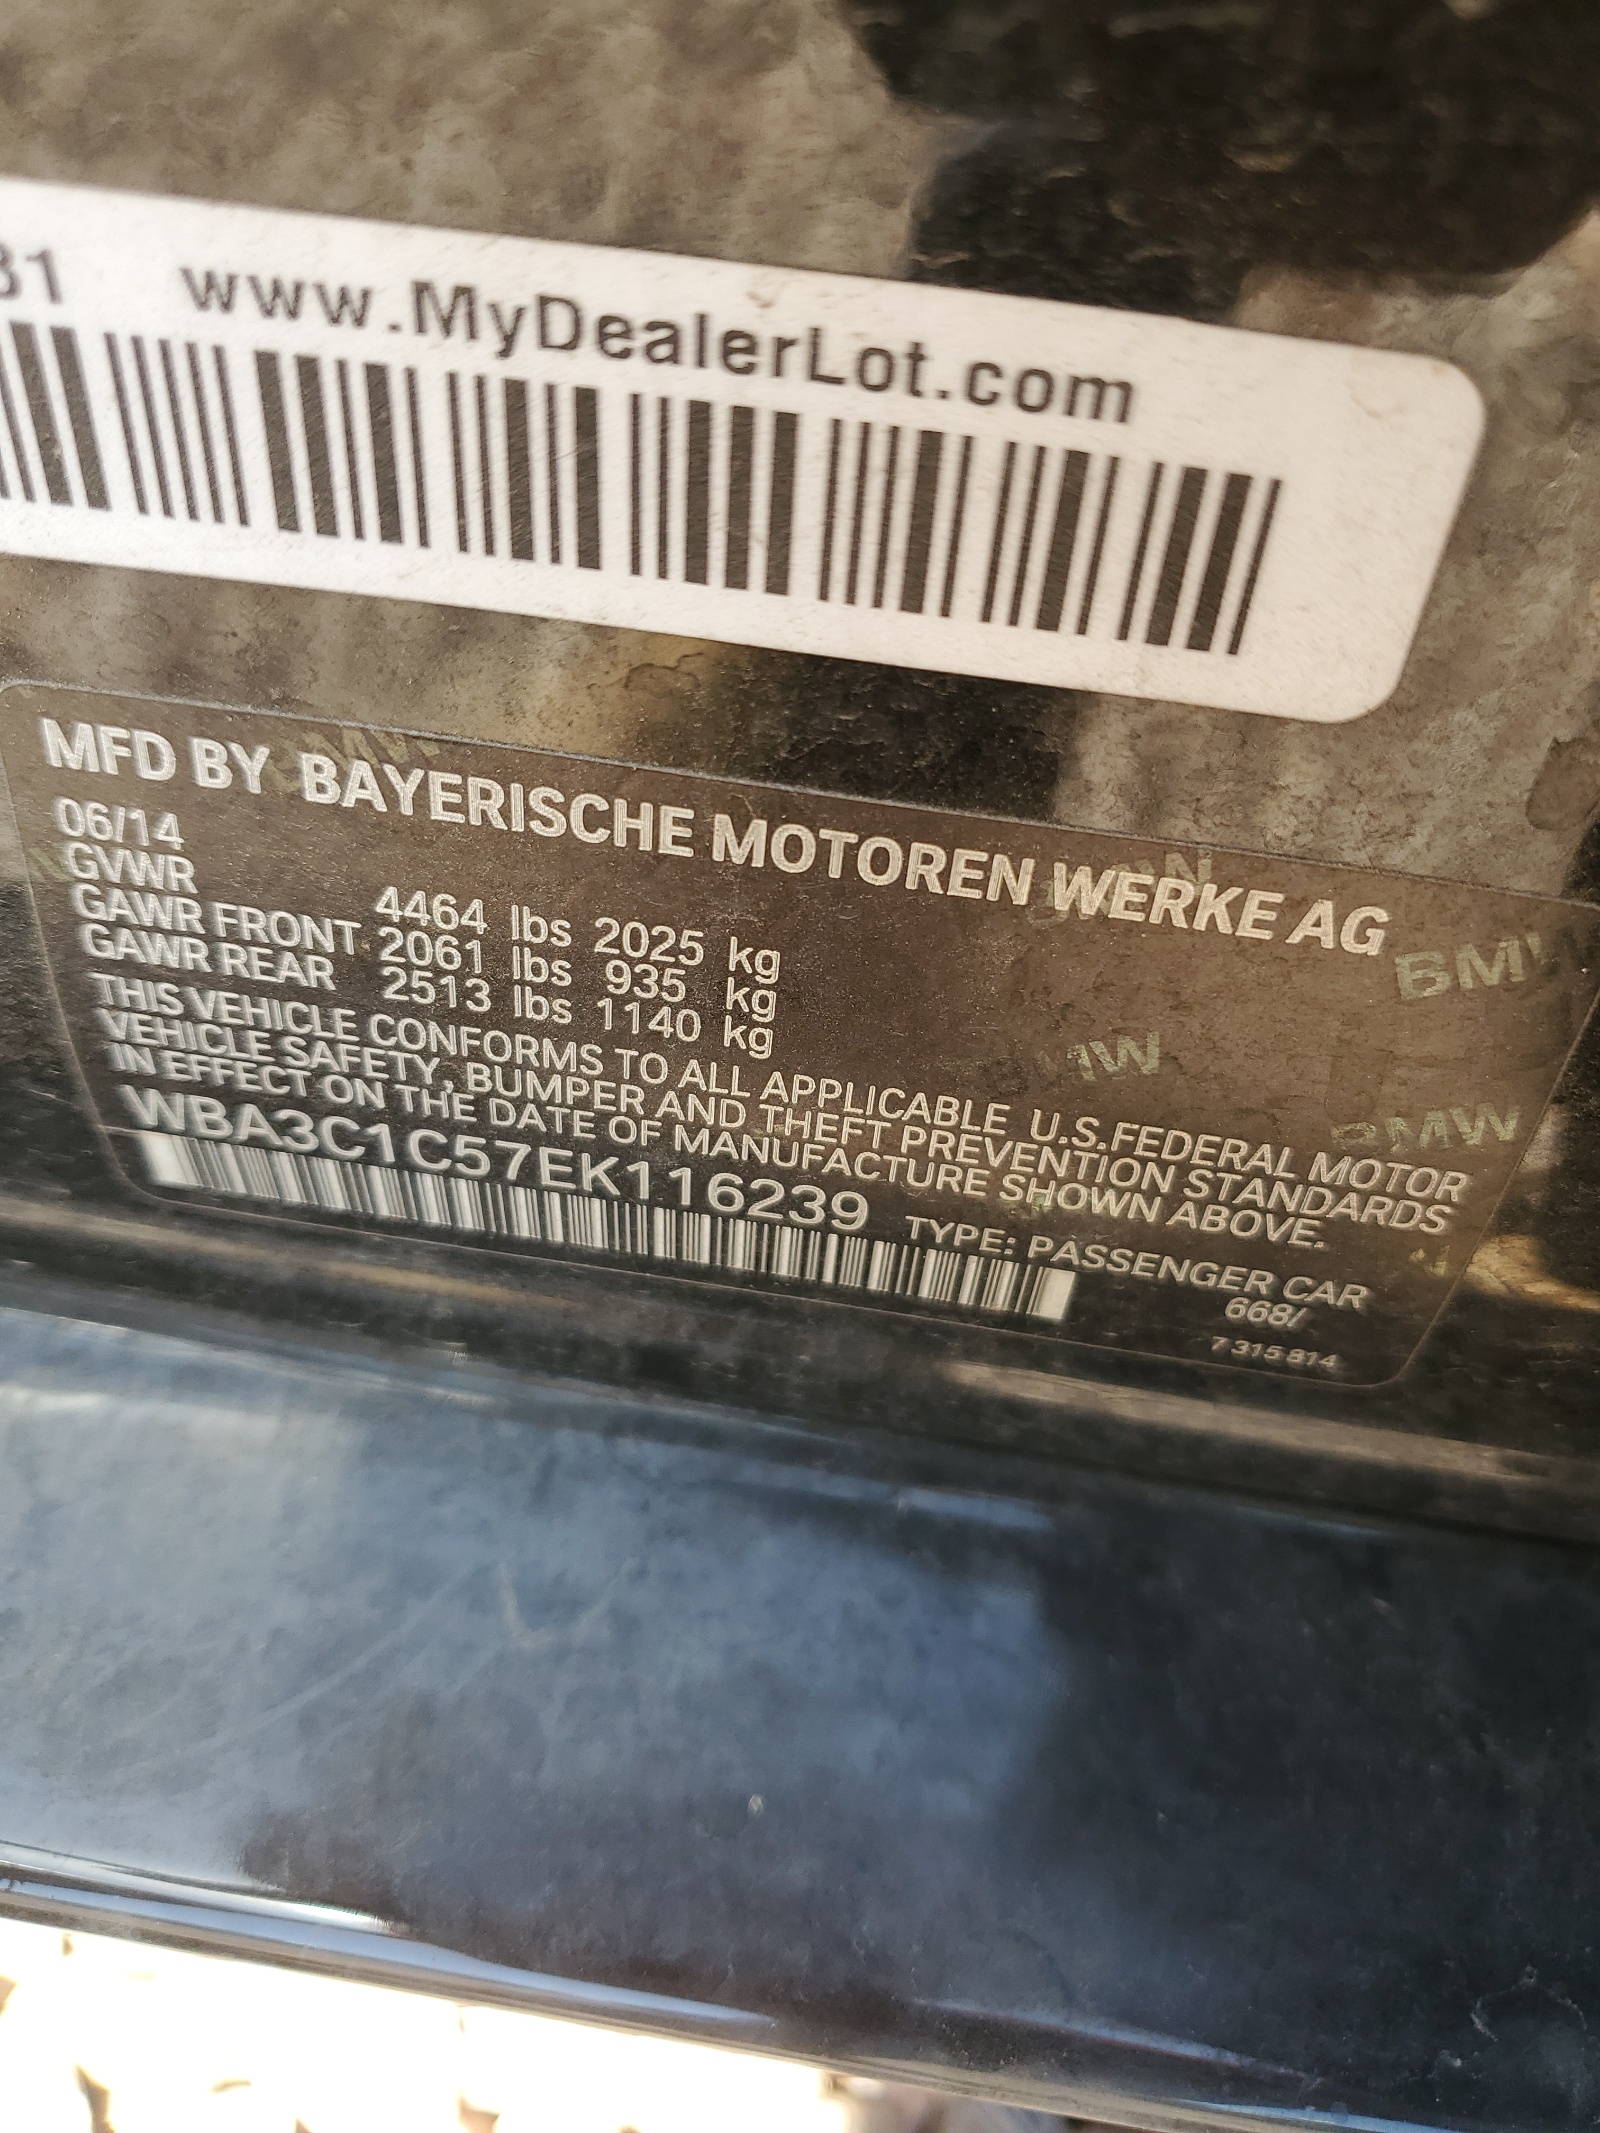 31 www.MyDealerLot.com
MFD BY BAYERISCHE MOTOREN WERKE AG
06/14
GVWR 4464 lbs 2025 kg
GAWR FRONT 2061 lbs 935 kg
GAWR REAR 2513 lbs 1140 kg
THIS VEHICLE CONFORMS TO ALL APPLICABLE U.S.FEDERAL MOTOR
VEHICLE SAFETY, BUMPER AND THEFT PREVENTION STANDARDS
IN EFFECT ON THE DATE OF MANUFACTURE SHOWN ABOVE.
WBA3C1C57EK116239 TYPE: PASSENGER CAR
668/
7 315 814
BMW
BMW